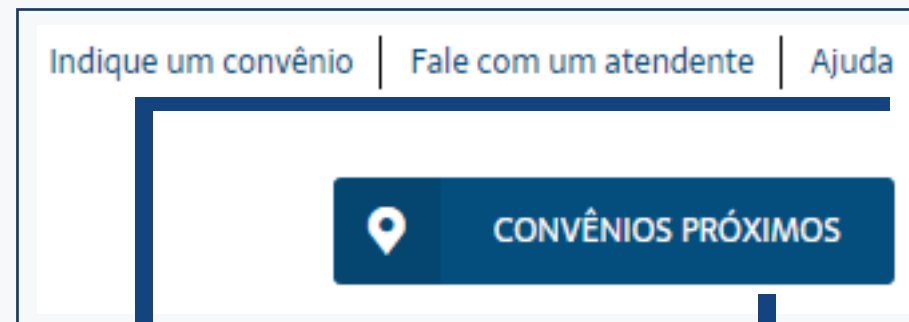 Indique um convênio | Fale com um atendente | Ajuda
CONVÊNIOS PRÓXIMOS